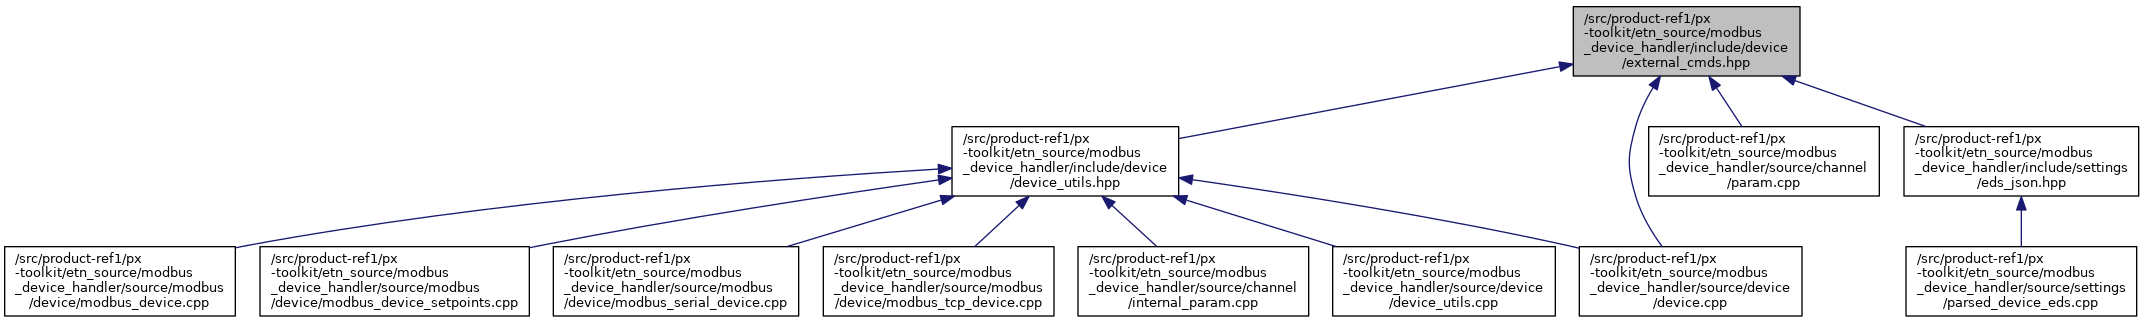 /src/product-ref1/px
-toolkit/etn_source/modbus
_device_handler/include/device
/external_cmds.hpp
/src/product-ref1/px
-toolkit/etn_source/modbus
_device_handler/include/device
/device_utils.hpp
/src/product-ref1/px
-toolkit/etn_source/modbus
_device_handler/source/channel
/param.cpp
/src/product-ref1/px
-toolkit/etn_source/modbus
_device_handler/include/settings
/eds_json.hpp
/src/product-ref1/px
-toolkit/etn_source/modbus
_device_handler/source/modbus
/device/modbus_device.cpp
/src/product-ref1/px
-toolkit/etn_source/modbus
_device_handler/source/modbus
/device/modbus_device_setpoints.cpp
/src/product-ref1/px
-toolkit/etn_source/modbus
_device_handler/source/modbus
/device/modbus_serial_device.cpp
/src/product-ref1/px
-toolkit/etn_source/modbus
_device_handler/source/modbus
/device/modbus_tcp_device.cpp
/src/product-ref1/px
-toolkit/etn_source/modbus
_device_handler/source/channel
/internal_param.cpp
/src/product-ref1/px
-toolkit/etn_source/modbus
_device_handler/source/device
/device_utils.cpp
/src/product-ref1/px
-toolkit/etn_source/modbus
_device_handler/source/device
/device.cpp
/src/product-ref1/px
-toolkit/etn_source/modbus
_device_handler/source/settings
/parsed_device_eds.cpp